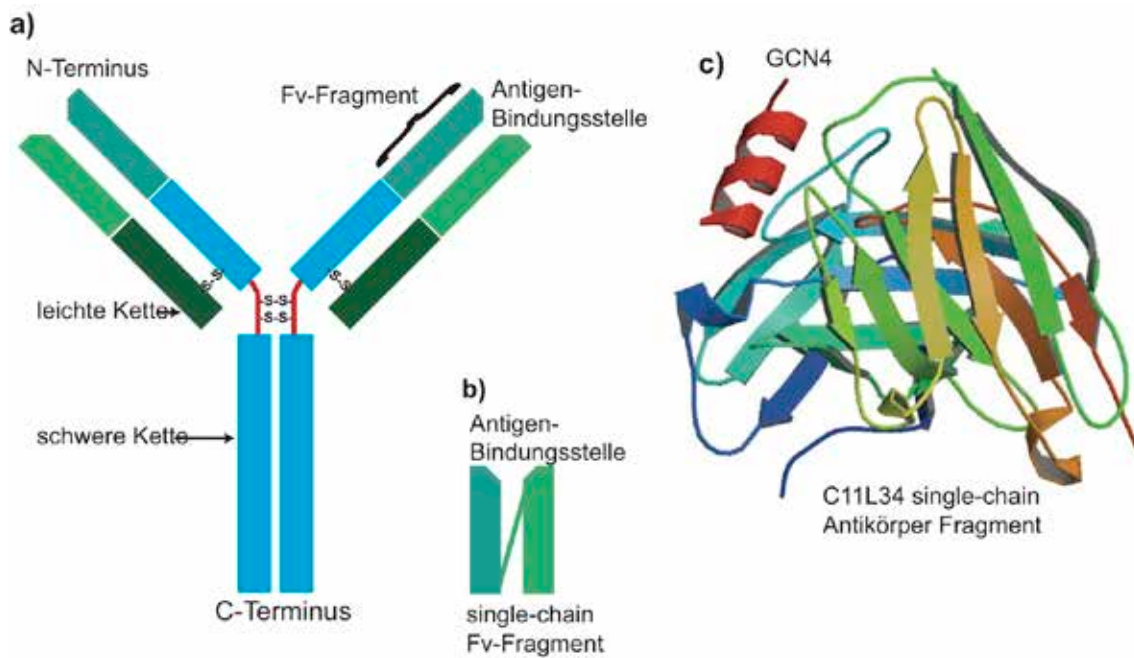 a)
N-Terminus
Fv-Fragment
Antigen-
Bindungsstelle
S-S
S-S
leichte Kette
-S-S-
-S-S-
schwere Kette
C-Terminus
b)
Antigen-
Bindungsstelle
single-chain
Fv-Fragment
c)
GCN4
C11L34 single-chain
Antikörper Fragment